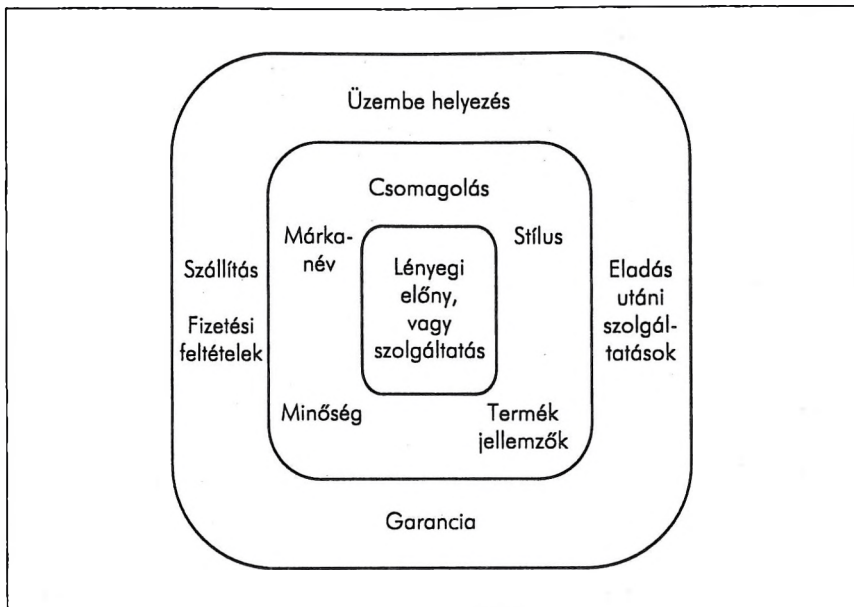 Üzembe helyezés
Csomagolás
Márka-
név
Stílus
Szállítás
Fizetési
feltételek
Lényegi
előny,
vagy
szolgáltatás
Eladás
utáni
szolgál-
tatások
Minőség
Termék
jellemzők
Garancia